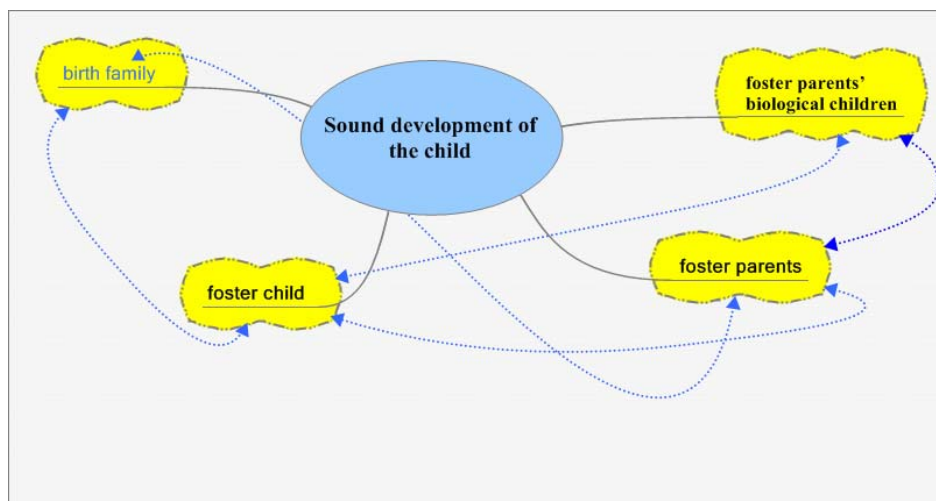 birth family
foster parents’
biological children
Sound development of
the child
foster child
foster parents